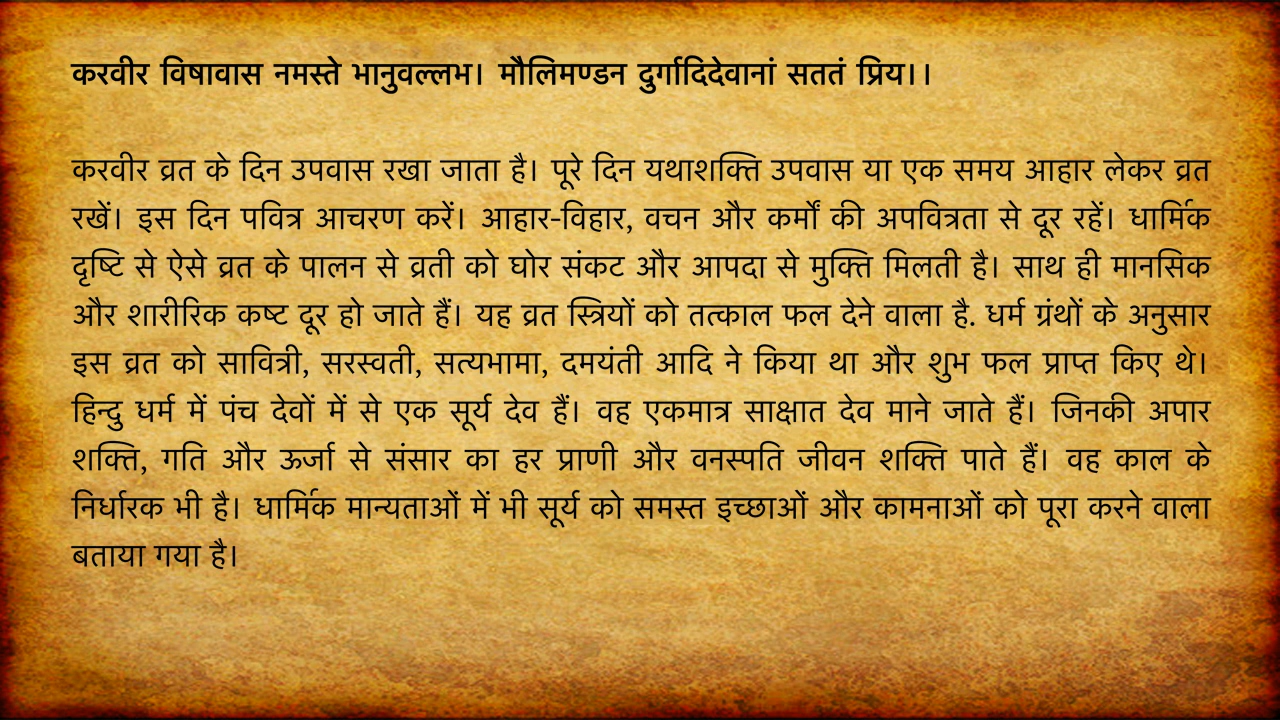 करवीर विषावास नमस्ते भानुवल्लभ। मौलिमण्डन दुर्गादिदेवानां सततं प्रिय।।
करवीर व्रत के दिन उपवास रखा जाता है। पूरे दिन यथाशक्ति उपवास या एक समय आहार लेकर व्रत
रखें। इस दिन पवित्र आचरण करें। आहार-विहार, वचन और कर्मों की अपवित्रता से दूर रहें। धार्मिक
दृष्टि से ऐसे व्रत के पालन से व्रती को घोर संकट और आपदा से मुक्ति मिलती है। साथ ही मानसिक
और शारीरिक कष्ट दूर हो जाते हैं। यह व्रत स्त्रियों को तत्काल फल देने वाला है. धर्म ग्रंथों के अनुसार
इस व्रत को सावित्री, सरस्वती, सत्यभामा, दमयंती आदि ने किया था और शुभ फल प्राप्त किए थे।
हिन्दु धर्म में पंच देवों में से एक सूर्य देव हैं। वह एकमात्र साक्षात देव माने जाते हैं। जिनकी अपार
शक्ति, गति और ऊर्जा से संसार का हर प्राणी और वनस्पति जीवन शक्ति पाते हैं। वह काल के
निर्धारक भी है। धार्मिक मान्यताओं में भी सूर्य को समस्त इच्छाओं और कामनाओं को पूरा करने वाला
बताया गया है।